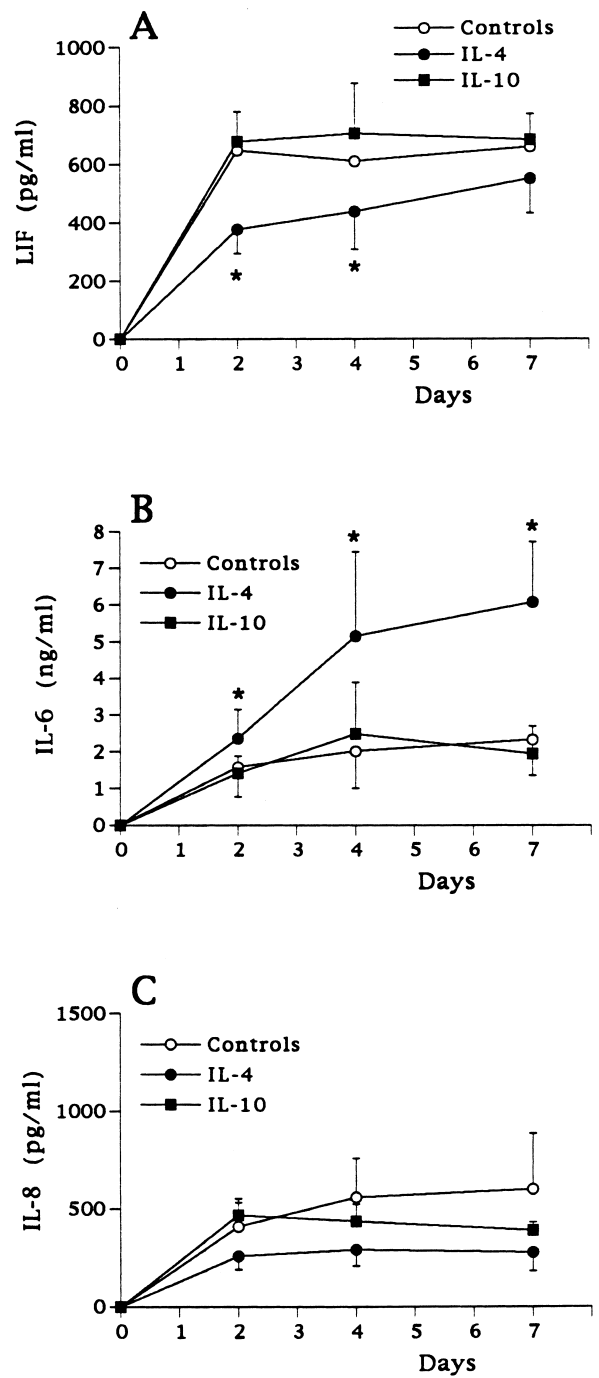 A
Controls
IL-4
IL-10
LIF (pg/ml)
1000
800
600
400
200
0
* *
0 1 2 3 4 5 6 7
Days
B
Controls
IL-4
IL-10
IL-6 (ng/ml)
8
7
6
5
4
3
2
1
0
* * *
0 1 2 3 4 5 6 7
Days
C
Controls
IL-4
IL-10
IL-8 (pg/ml)
1500
1000
500
0
0 1 2 3 4 5 6 7
Days